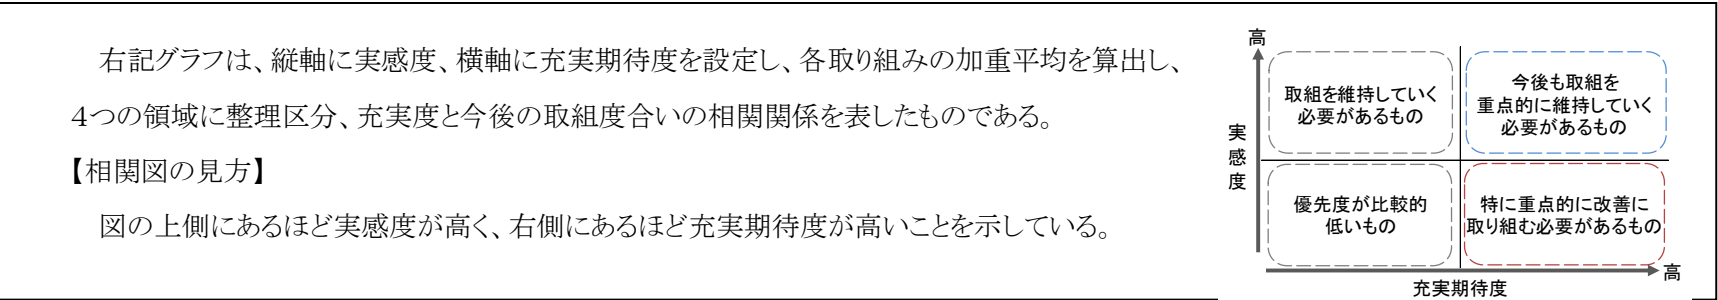 右記グラフは、縦軸に実感度、横軸に充実期待度を設定し、各取り組みの加重平均を算出し、
4つの領域に整理区分、充実度と今後の取組度合いの相関関係を表したものである。
【相関図の見方】
図の上側にあるほど実感度が高く、右側にあるほど充実期待度が高いことを示している。
高
実感度
取組を維持していく
必要があるもの
今後も取組を
重点的に維持していく
必要があるもの
優先度が比較的
低いもの
特に重点的に改善に
取り組む必要があるもの
高
充実期待度